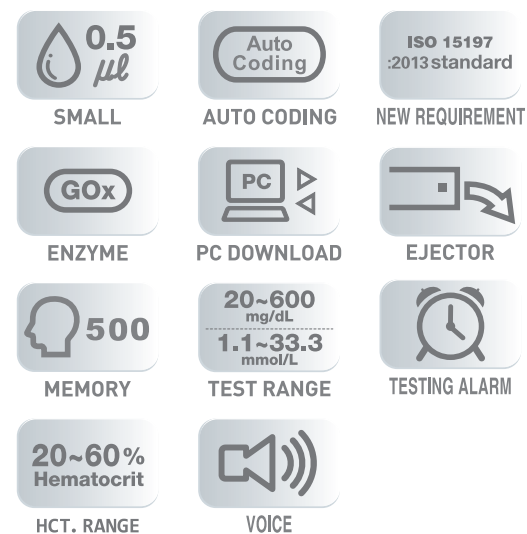 0.5
µl
SMALL
Auto
Coding
AUTO CODING
ISO 15197
:2013 standard
NEW REQUIREMENT
GOx
ENZYME
PC
PC DOWNLOAD
EJECTOR
500
MEMORY
20~600
mg/dL
1.1~33.3
mmol/L
TEST RANGE
TESTING ALARM
20~60%
Hematocrit
HCT. RANGE
VOICE